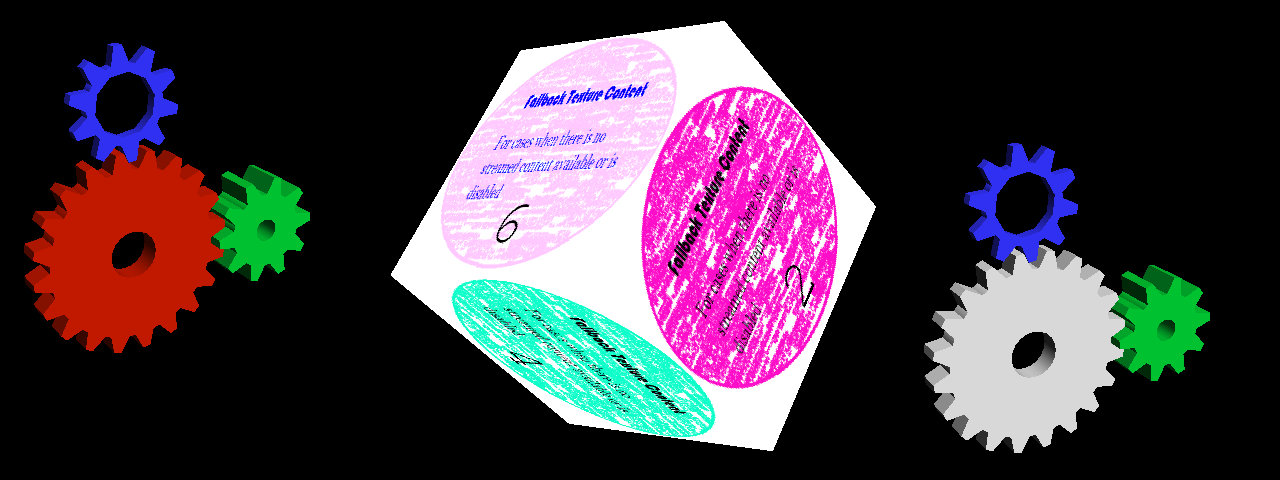 Fallback Texture Content
For cases when there is no
streamed content available or is
disabled
6
Fallback Texture Content
For cases when there is no
streamed content available or is
disabled
2
Fallback Texture Content
For cases when there is no
streamed content available or is
disabled